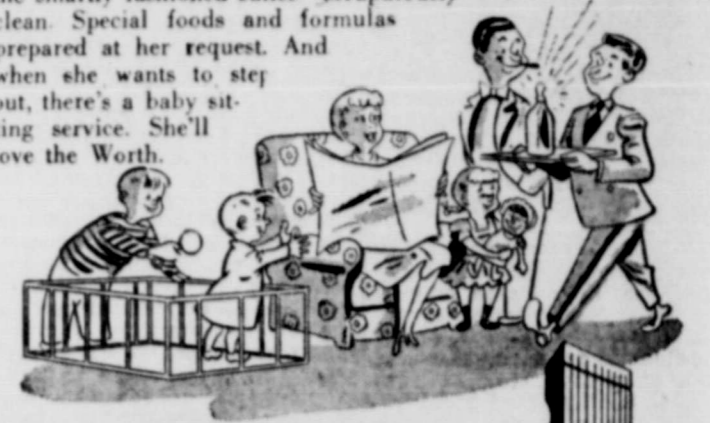 clean. Special foods and formulas
prepared at her request. And
when she wants to step
out, there's a baby sit-
ting service. She'll
love the Worth.